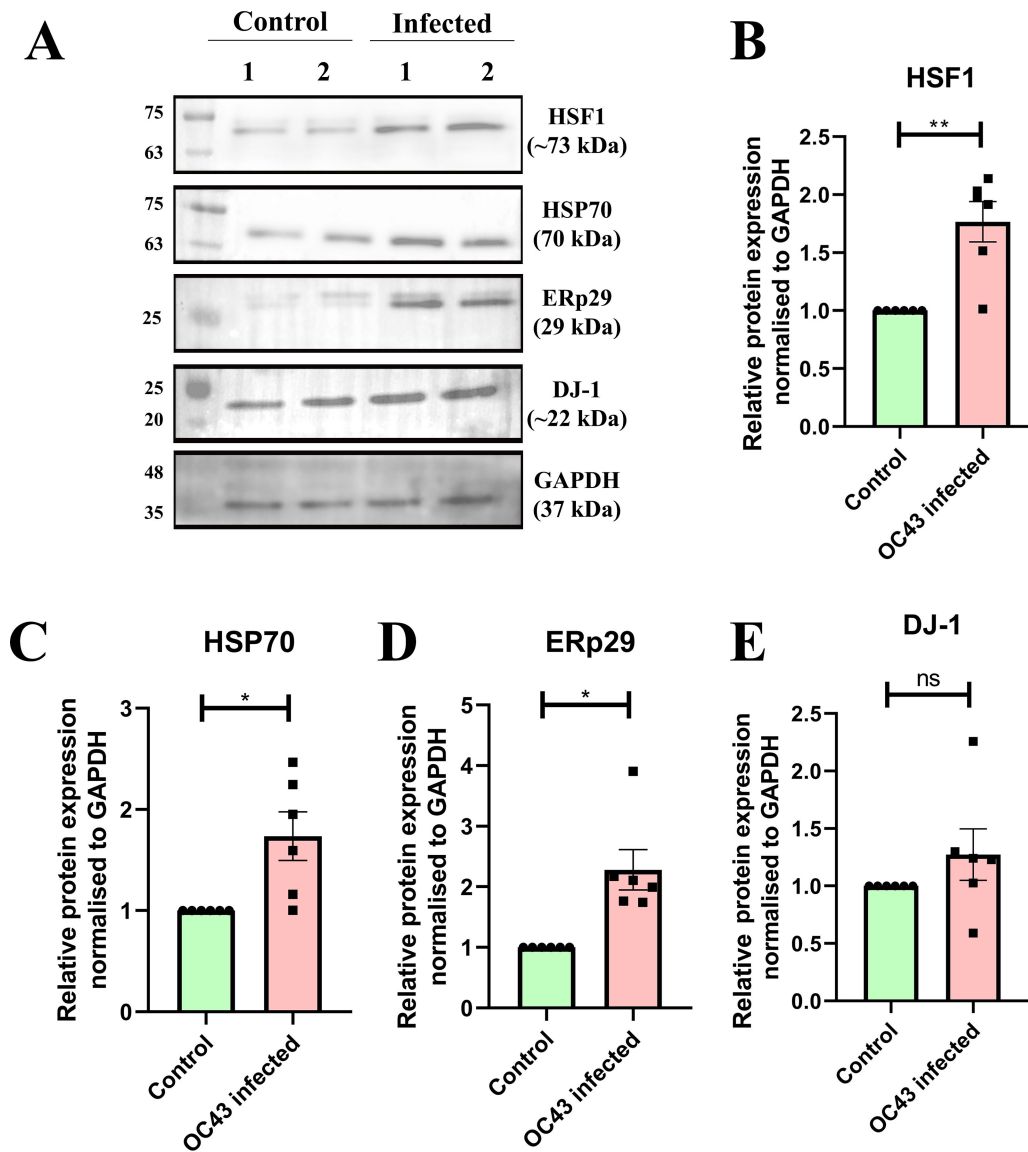 A
Control Infected
1 2 1 2
75
63
HSF1
(~73 kDa)
75
63
HSP70
(70 kDa)
25
ERp29
(29 kDa)
25
20
DJ-1
(~22 kDa)
48
35
GAPDH
(37 kDa)
B
HSF1
Relative protein expression
normalised to GAPDH
2.5
2.0
1.5
1.0
0.5
0.0
**
Control
OC43 infected
C
HSP70
Relative protein expression
normalised to GAPDH
3
2
1
0
*
Control
OC43 infected
D
ERp29
Relative protein expression
normalised to GAPDH
5
4
3
2
1
0
*
Control
OC43 infected
E
DJ-1
Relative protein expression
normalised to GAPDH
2.5
2.0
1.5
1.0
0.5
0.0
ns
Control
OC43 infected